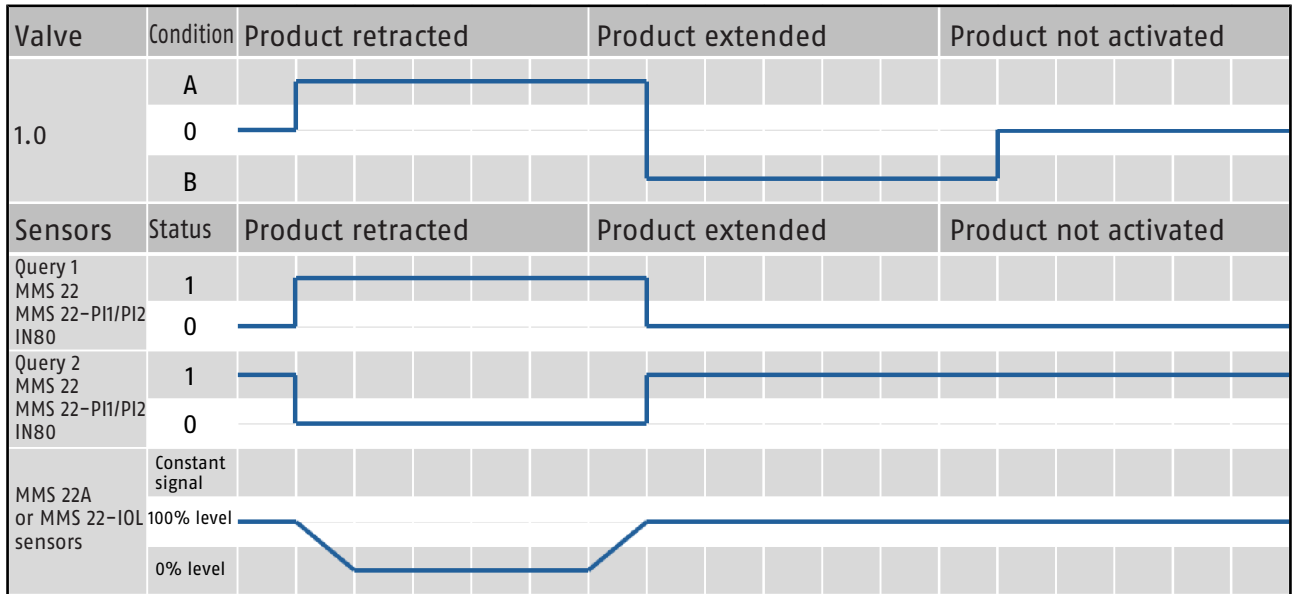 Valve Condition Product retracted Product extended Product not activated
A
1.0 0
B
Sensors Status Product retracted Product extended Product not activated
Query 1
MMS 22
MMS 22-PI1/PI2
IN80
1
0
Query 2
MMS 22
MMS 22-PI1/PI2
IN80
1
0
MMS 22A
or MMS 22-IOL
sensors
Constant
signal
100% level
0% level